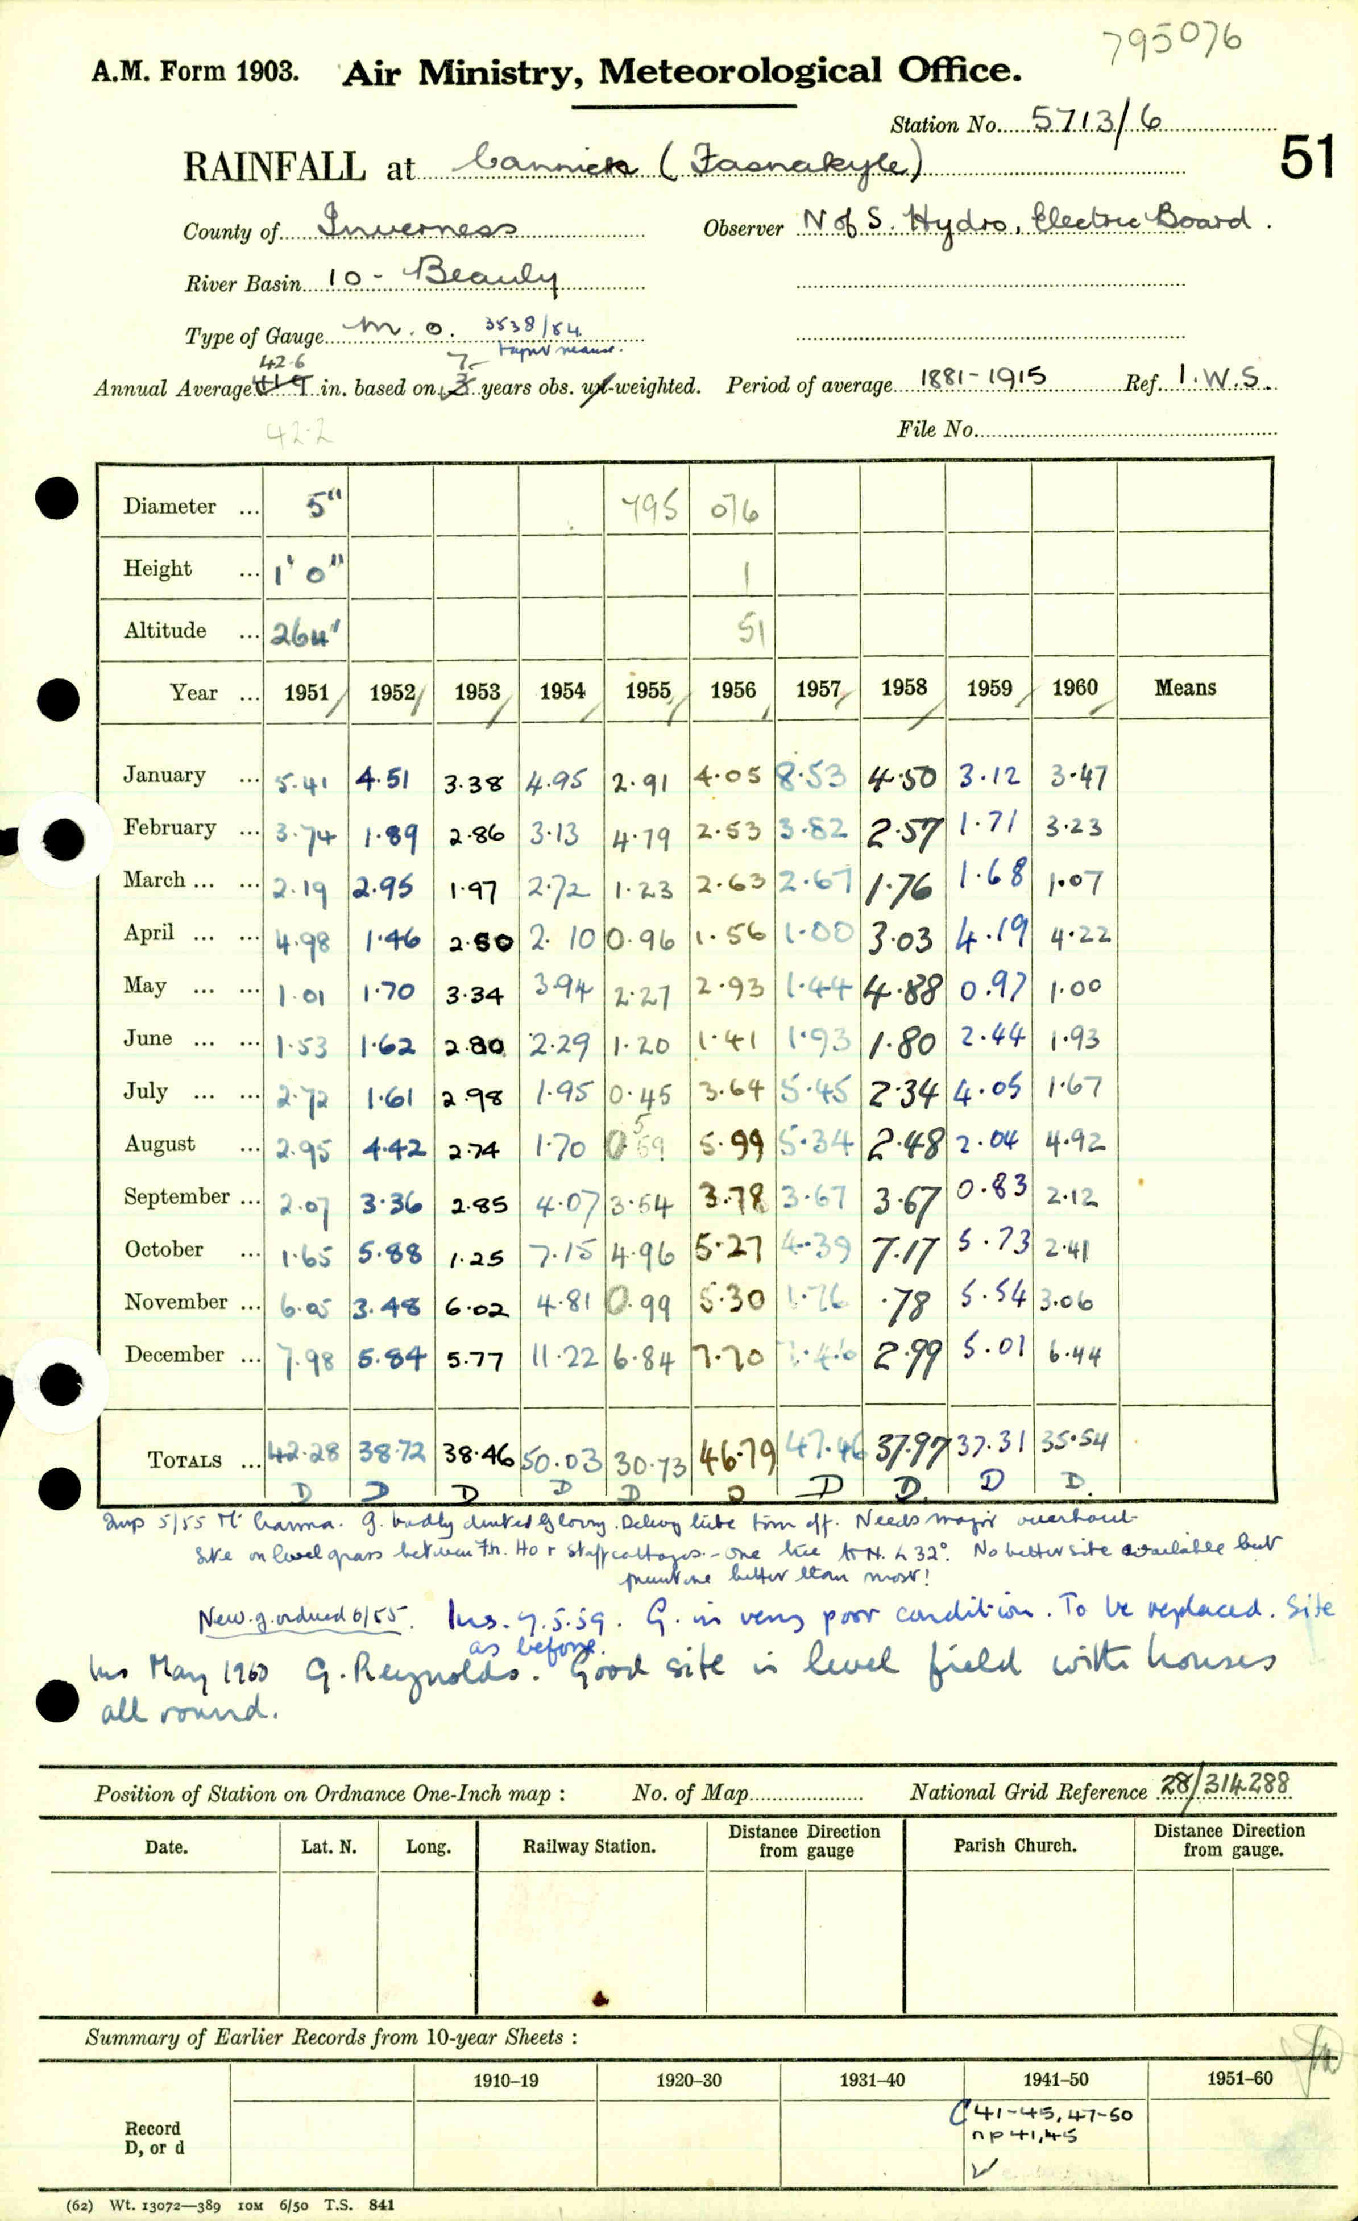 795076
A.M. Form 1903. Air Ministry, Meteorological Office.
Station No. 5713/6
RAINFALL at Cannich (Fasnakyle)
51
County of Inverness Observer N of S. Hydro, Electric Board.
River Basin 10 - Beauly
Type of Gauge M.O. 3538/54
42.6 7
Annual Average in. based on 3 years obs. un-weighted. Period of average 1881-1915 Ref. I.W.S.
42.2
File No.
Diameter ... 5" 795 076
Height ... 1' 0" 1
Altitude ... 264' 51
Year ... 1951 1952 1953 1954 1955 1956 1957 1958 1959 1960 Means
January ... 5.41 4.51 3.38 4.95 2.91 4.05 8.53 4.50 3.12 3.47
February ... 3.74 1.89 2.86 3.13 4.79 2.53 3.82 2.57 1.71 3.23
March ... ... 2.19 2.95 1.97 2.72 1.23 2.63 2.67 1.76 1.68 1.07
April ... ... 4.98 1.46 2.50 2.10 0.96 1.56 1.00 3.03 4.19 4.22
May ... ... 1.01 1.70 3.34 3.94 2.27 2.93 1.44 4.88 0.97 1.00
June ... ... 1.53 1.62 2.80 2.29 1.20 1.41 1.93 1.80 2.44 1.93
July ... ... 2.72 1.61 2.98 1.95 0.45 3.64 5.45 2.34 4.05 1.67
August ... 2.95 4.42 2.74 1.70 0.59 5.99 5.34 2.48 2.04 4.92
September ... 2.07 3.36 2.85 4.07 3.54 3.78 3.67 3.67 0.83 2.12
October ... 1.65 5.88 1.25 7.15 4.96 5.27 4.39 7.17 5.73 2.41
November ... 6.05 3.48 6.02 4.81 0.99 5.30 1.76 .78 5.54 3.06
December ... 7.98 5.84 5.77 11.22 6.84 7.70 7.46 2.99 5.01 6.44
TOTALS ... 42.28 38.72 38.46 50.03 30.73 46.79 47.46 37.97 37.31 35.54
D D D D D D D D. D D.
Insp 5/55 G. badly dented & lossy. Delivery tube torn off. Needs major overhaul
Site on level grass between Fm. Ho & staff cottages - one tree to N. ∠ 32°. No better site available but
present one better than most!
New g. ordered 6/55. Ins. 7.5.59. G. in very poor condition. To be replaced. Site
as before.
Ins May 1960 G. Reynolds. Good site in level field with houses
all round.
Position of Station on Ordnance One-Inch map : No. of Map National Grid Reference 28/314288
Date. Lat. N. Long. Railway Station. Distance from gauge Direction Parish Church. Distance from gauge. Direction
Summary of Earlier Records from 10-year Sheets :
1910–19 1920–30 1931–40 1941–50 1951–60
Record
D, or d
C 41-45, 47-50
np 41,45
(62) Wt. 13072—389 10M 6/50 T.S. 841